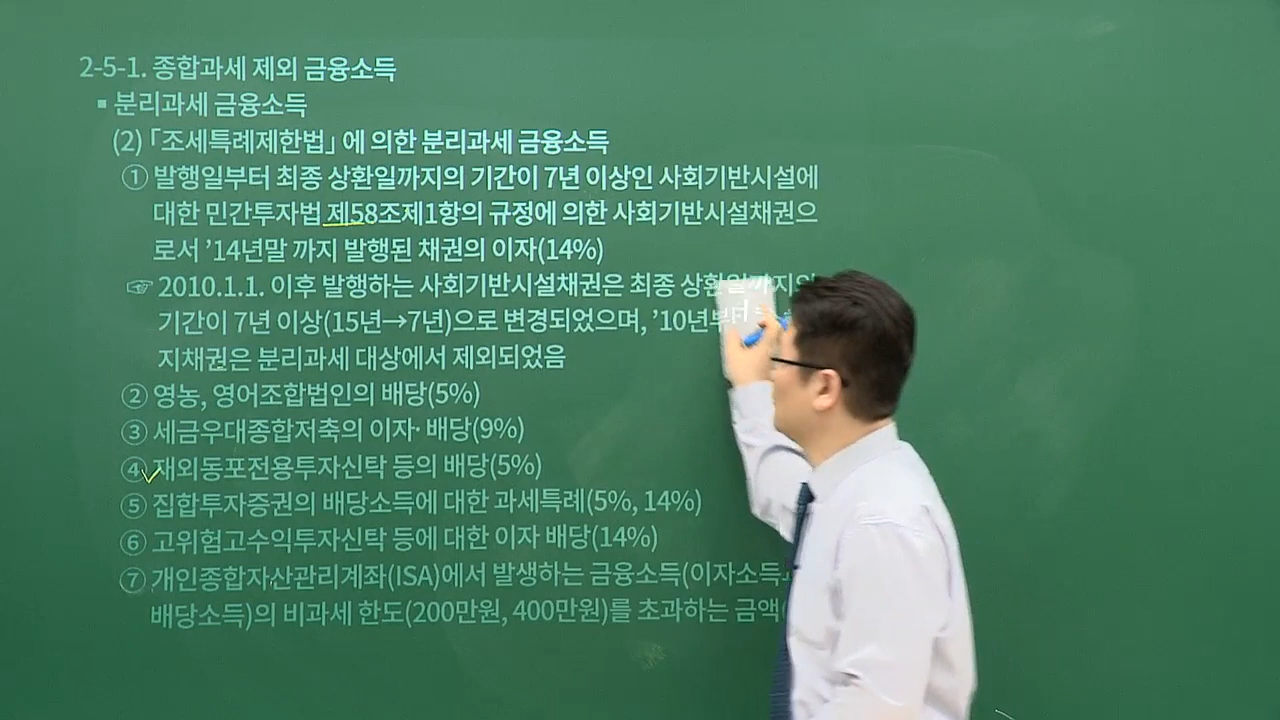 2-5-1. 종합과세 제외 금융소득
▪ 분리과세 금융소득
(2) 「조세특례제한법」에 의한 분리과세 금융소득
① 발행일부터 최종 상환일까지의 기간이 7년 이상인 사회기반시설에
대한 민간투자법 제58조제1항의 규정에 의한 사회기반시설채권으
로서 ’14년말 까지 발행된 채권의 이자(14%)
☞ 2010.1.1. 이후 발행하는 사회기반시설채권은 최종 상환일까지의
기간이 7년 이상(15년→7년)으로 변경되었으며, ’10년부터
지채권은 분리과세 대상에서 제외되었음
② 영농, 영어조합법인의 배당(5%)
③ 세금우대종합저축의 이자· 배당(9%)
④ 재외동포전용투자신탁 등의 배당(5%)
⑤ 집합투자증권의 배당소득에 대한 과세특례(5%, 14%)
⑥ 고위험고수익투자신탁 등에 대한 이자 배당(14%)
⑦ 개인종합자산관리계좌(ISA)에서 발생하는 금융소득(이자소득
배당소득)의 비과세 한도(200만원, 400만원)를 초과하는 금액(